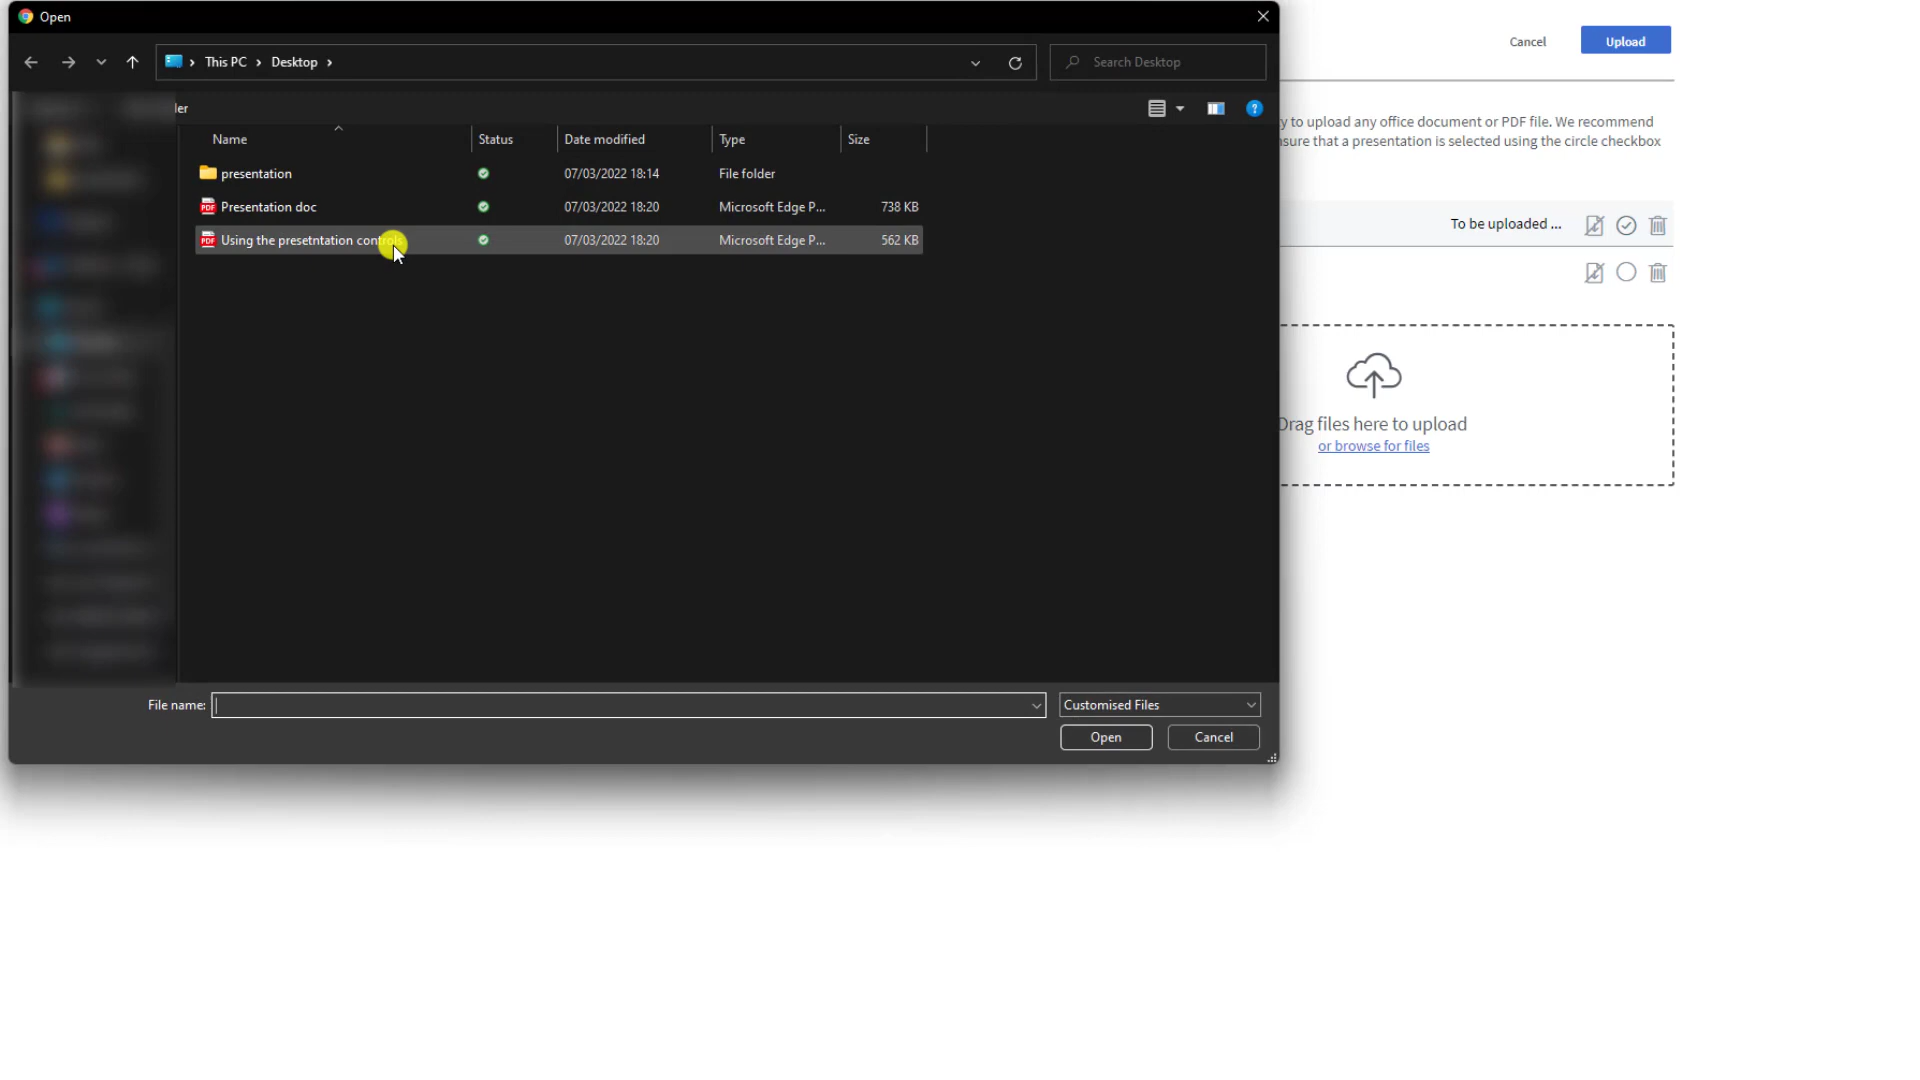 Open
This PC
Desktop
Search Desktop
der
Name
Status
Date modified
Type
Size
presentation
07/03/2022 18:14
File folder
PDF
Presentation doc
07/03/2022 18:20
Microsoft Edge P...
738 KB
PDF
Using the presetntation controls
07/03/2022 18:20
Microsoft Edge P...
562 KB
File name:
Customised Files
Open
Cancel
Cancel
Upload
y to upload any office document or PDF file. We recommend
nsure that a presentation is selected using the circle checkbox
To be uploaded ...
Drag files here to upload
or browse for files